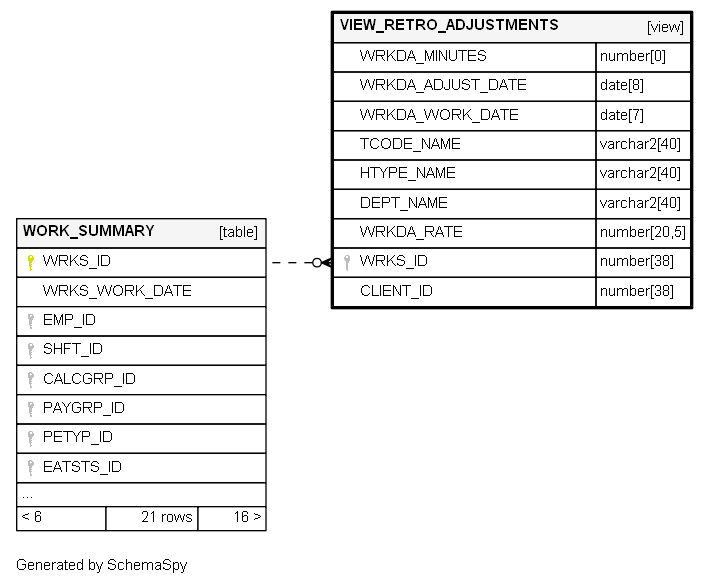 VIEW_RETRO_ADJUSTMENTS [view]
WRKDA_MINUTES number[0]
WRKDA_ADJUST_DATE date[8]
WRKDA_WORK_DATE date[7]
TCODE_NAME varchar2[40]
HTYPE_NAME varchar2[40]
DEPT_NAME varchar2[40]
WRKDA_RATE number[20,5]
WRKS_ID number[38]
CLIENT_ID number[38]
WORK_SUMMARY [table]
WRKS_ID
WRKS_WORK_DATE
EMP_ID
SHFT_ID
CALCGRP_ID
PAYGRP_ID
PETYP_ID
EATSTS_ID
...
< 6 21 rows 16 >
Generated by SchemaSpy